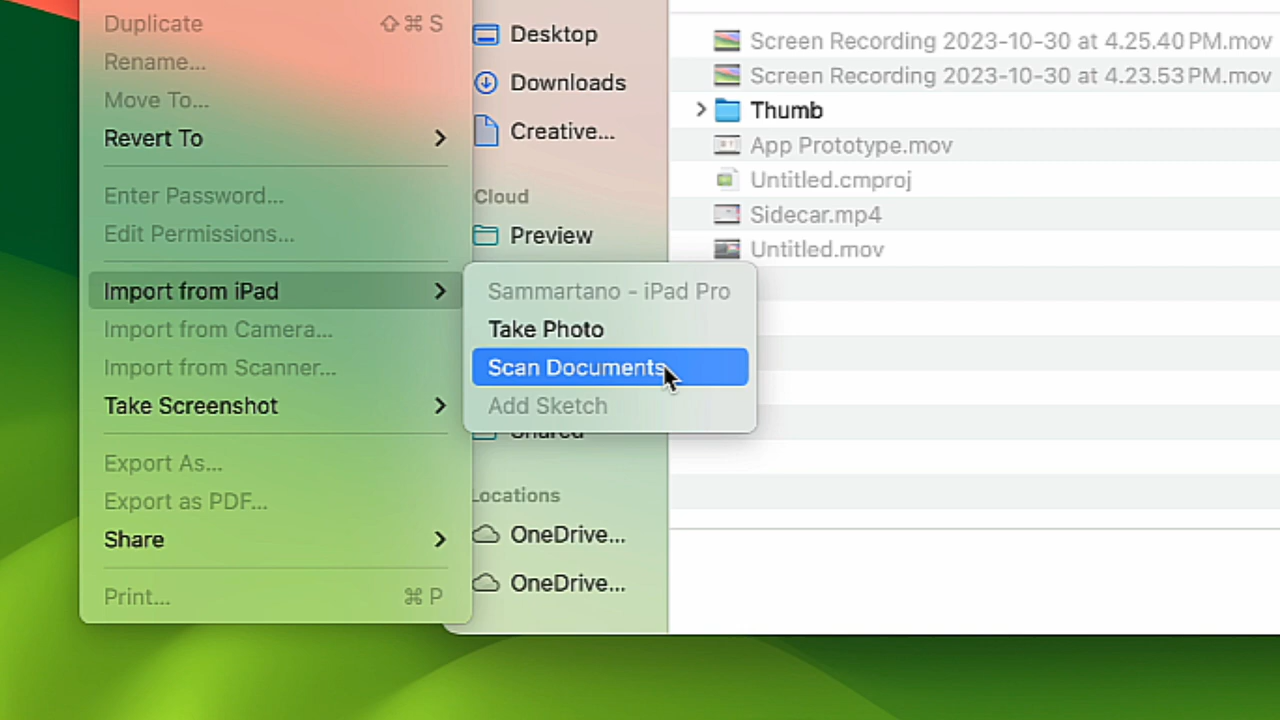 Duplicate ⇧⌘S
Rename...
Move To...
Revert To
Enter Password...
Edit Permissions...
Import from iPad
Import from Camera...
Import from Scanner...
Take Screenshot
Export As...
Export as PDF...
Share
Print... ⌘P
Desktop
Downloads
Creative...
Cloud
Preview
Sammartano - iPad Pro
Take Photo
Scan Documents
Add Sketch
Shared
Locations
OneDrive...
OneDrive...
Screen Recording 2023-10-30 at 4.25.40 PM.mov
Screen Recording 2023-10-30 at 4.23.53 PM.mov
Thumb
App Prototype.mov
Untitled.cmproj
Sidecar.mp4
Untitled.mov